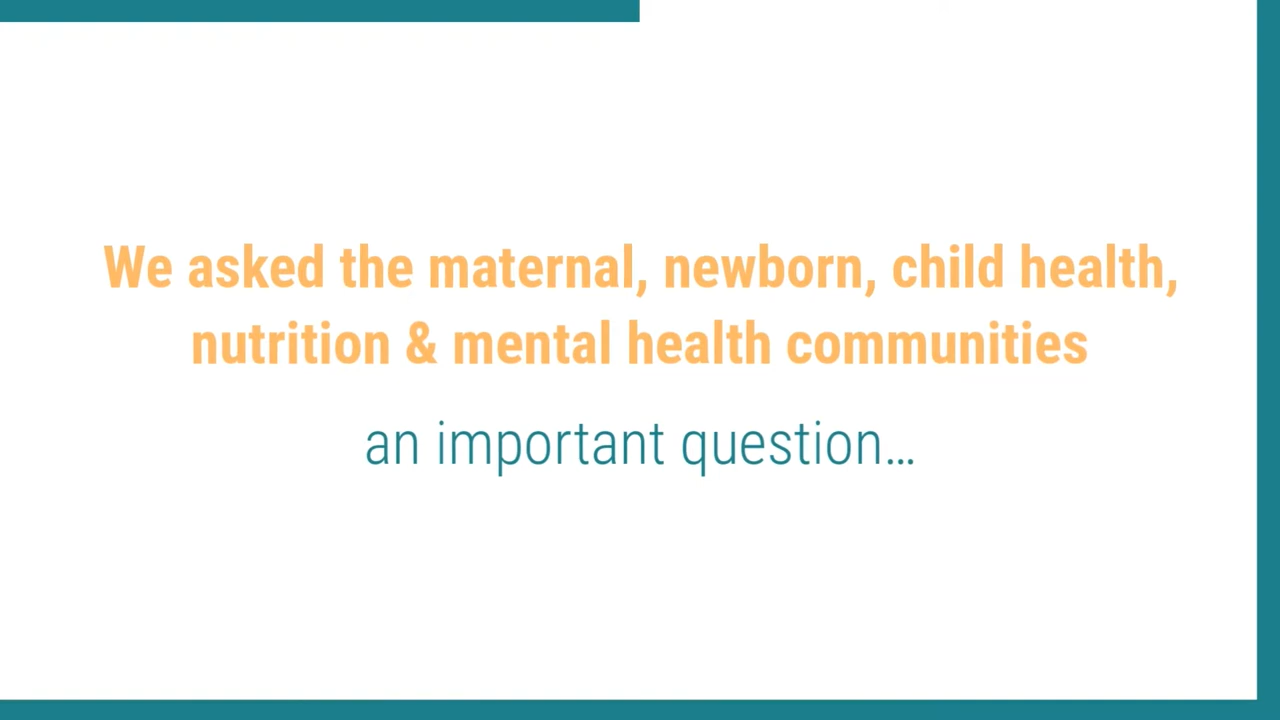 We asked the maternal, newborn, child health,
nutrition & mental health communities
an important question…